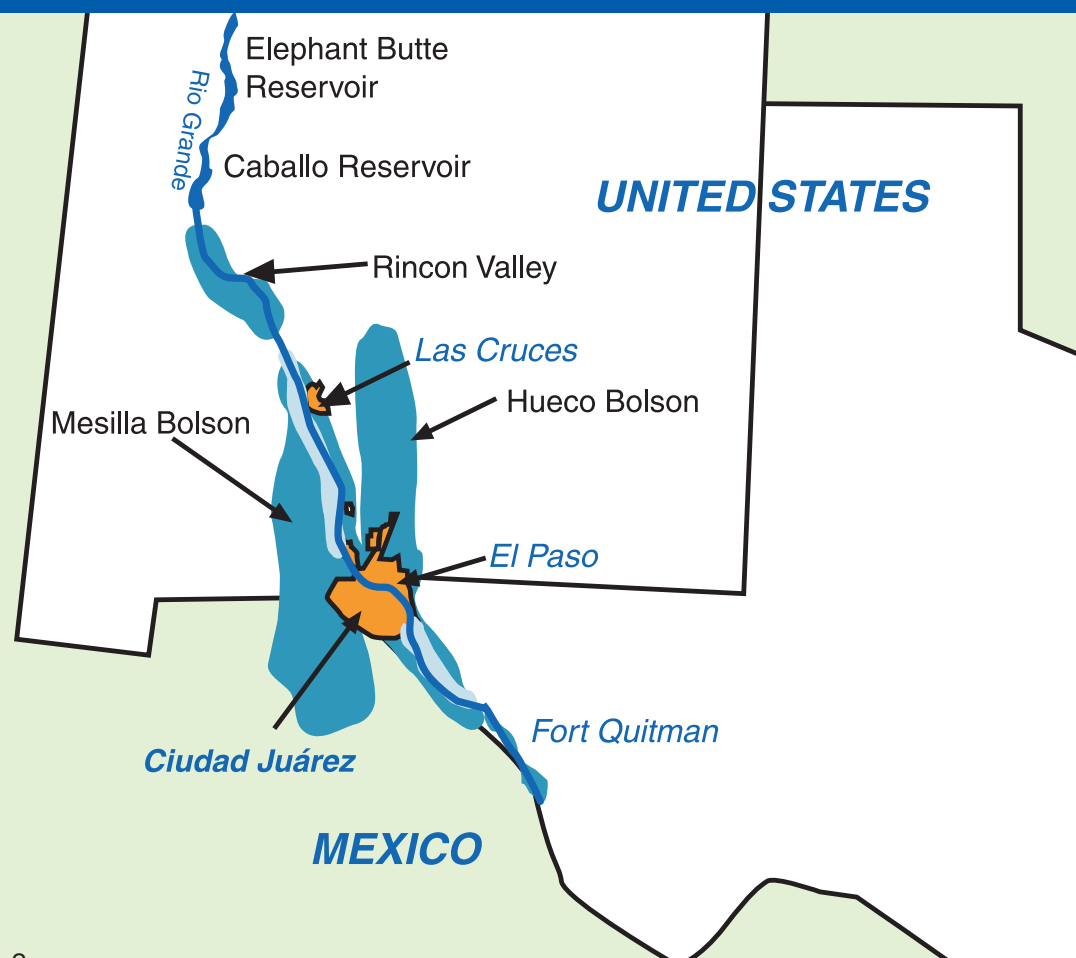 Elephant Butte
Reservoir
Rio Grande
Caballo Reservoir
UNITED STATES
Rincon Valley
Las Cruces
Hueco Bolson
Mesilla Bolson
El Paso
Fort Quitman
Ciudad Juárez
MEXICO